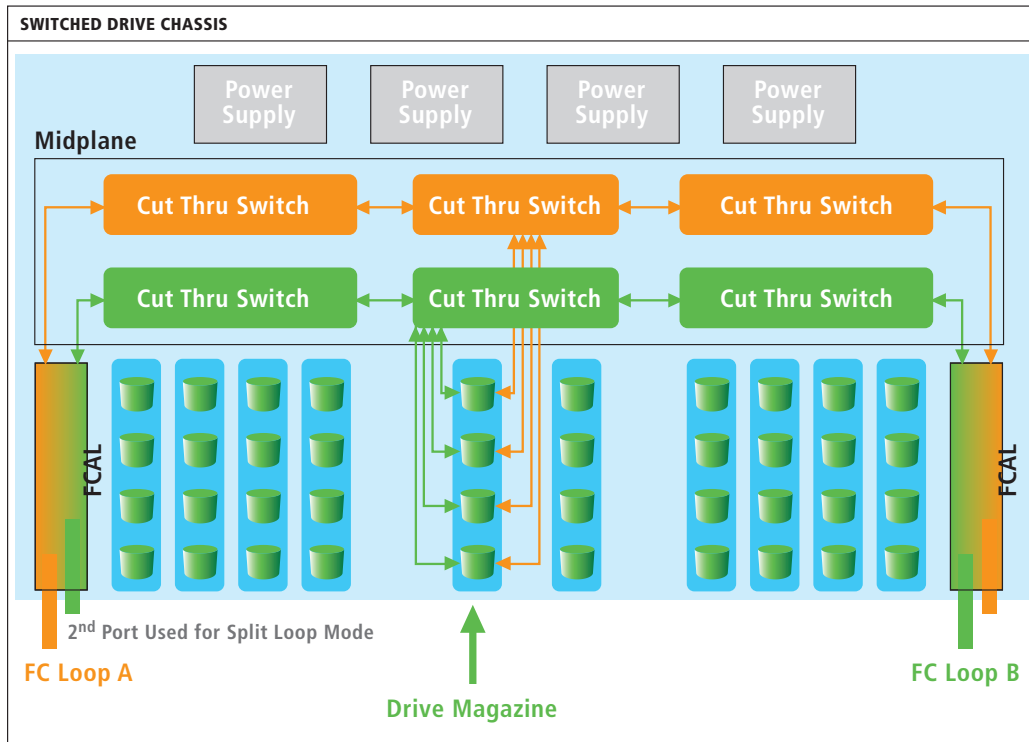 SWITCHED DRIVE CHASSIS
Power
Supply
Power
Supply
Power
Supply
Power
Supply
Midplane
Cut Thru Switch
Cut Thru Switch
Cut Thru Switch
Cut Thru Switch
Cut Thru Switch
Cut Thru Switch
FCAL
FCAL
2nd Port Used for Split Loop Mode
FC Loop A
FC Loop B
Drive Magazine